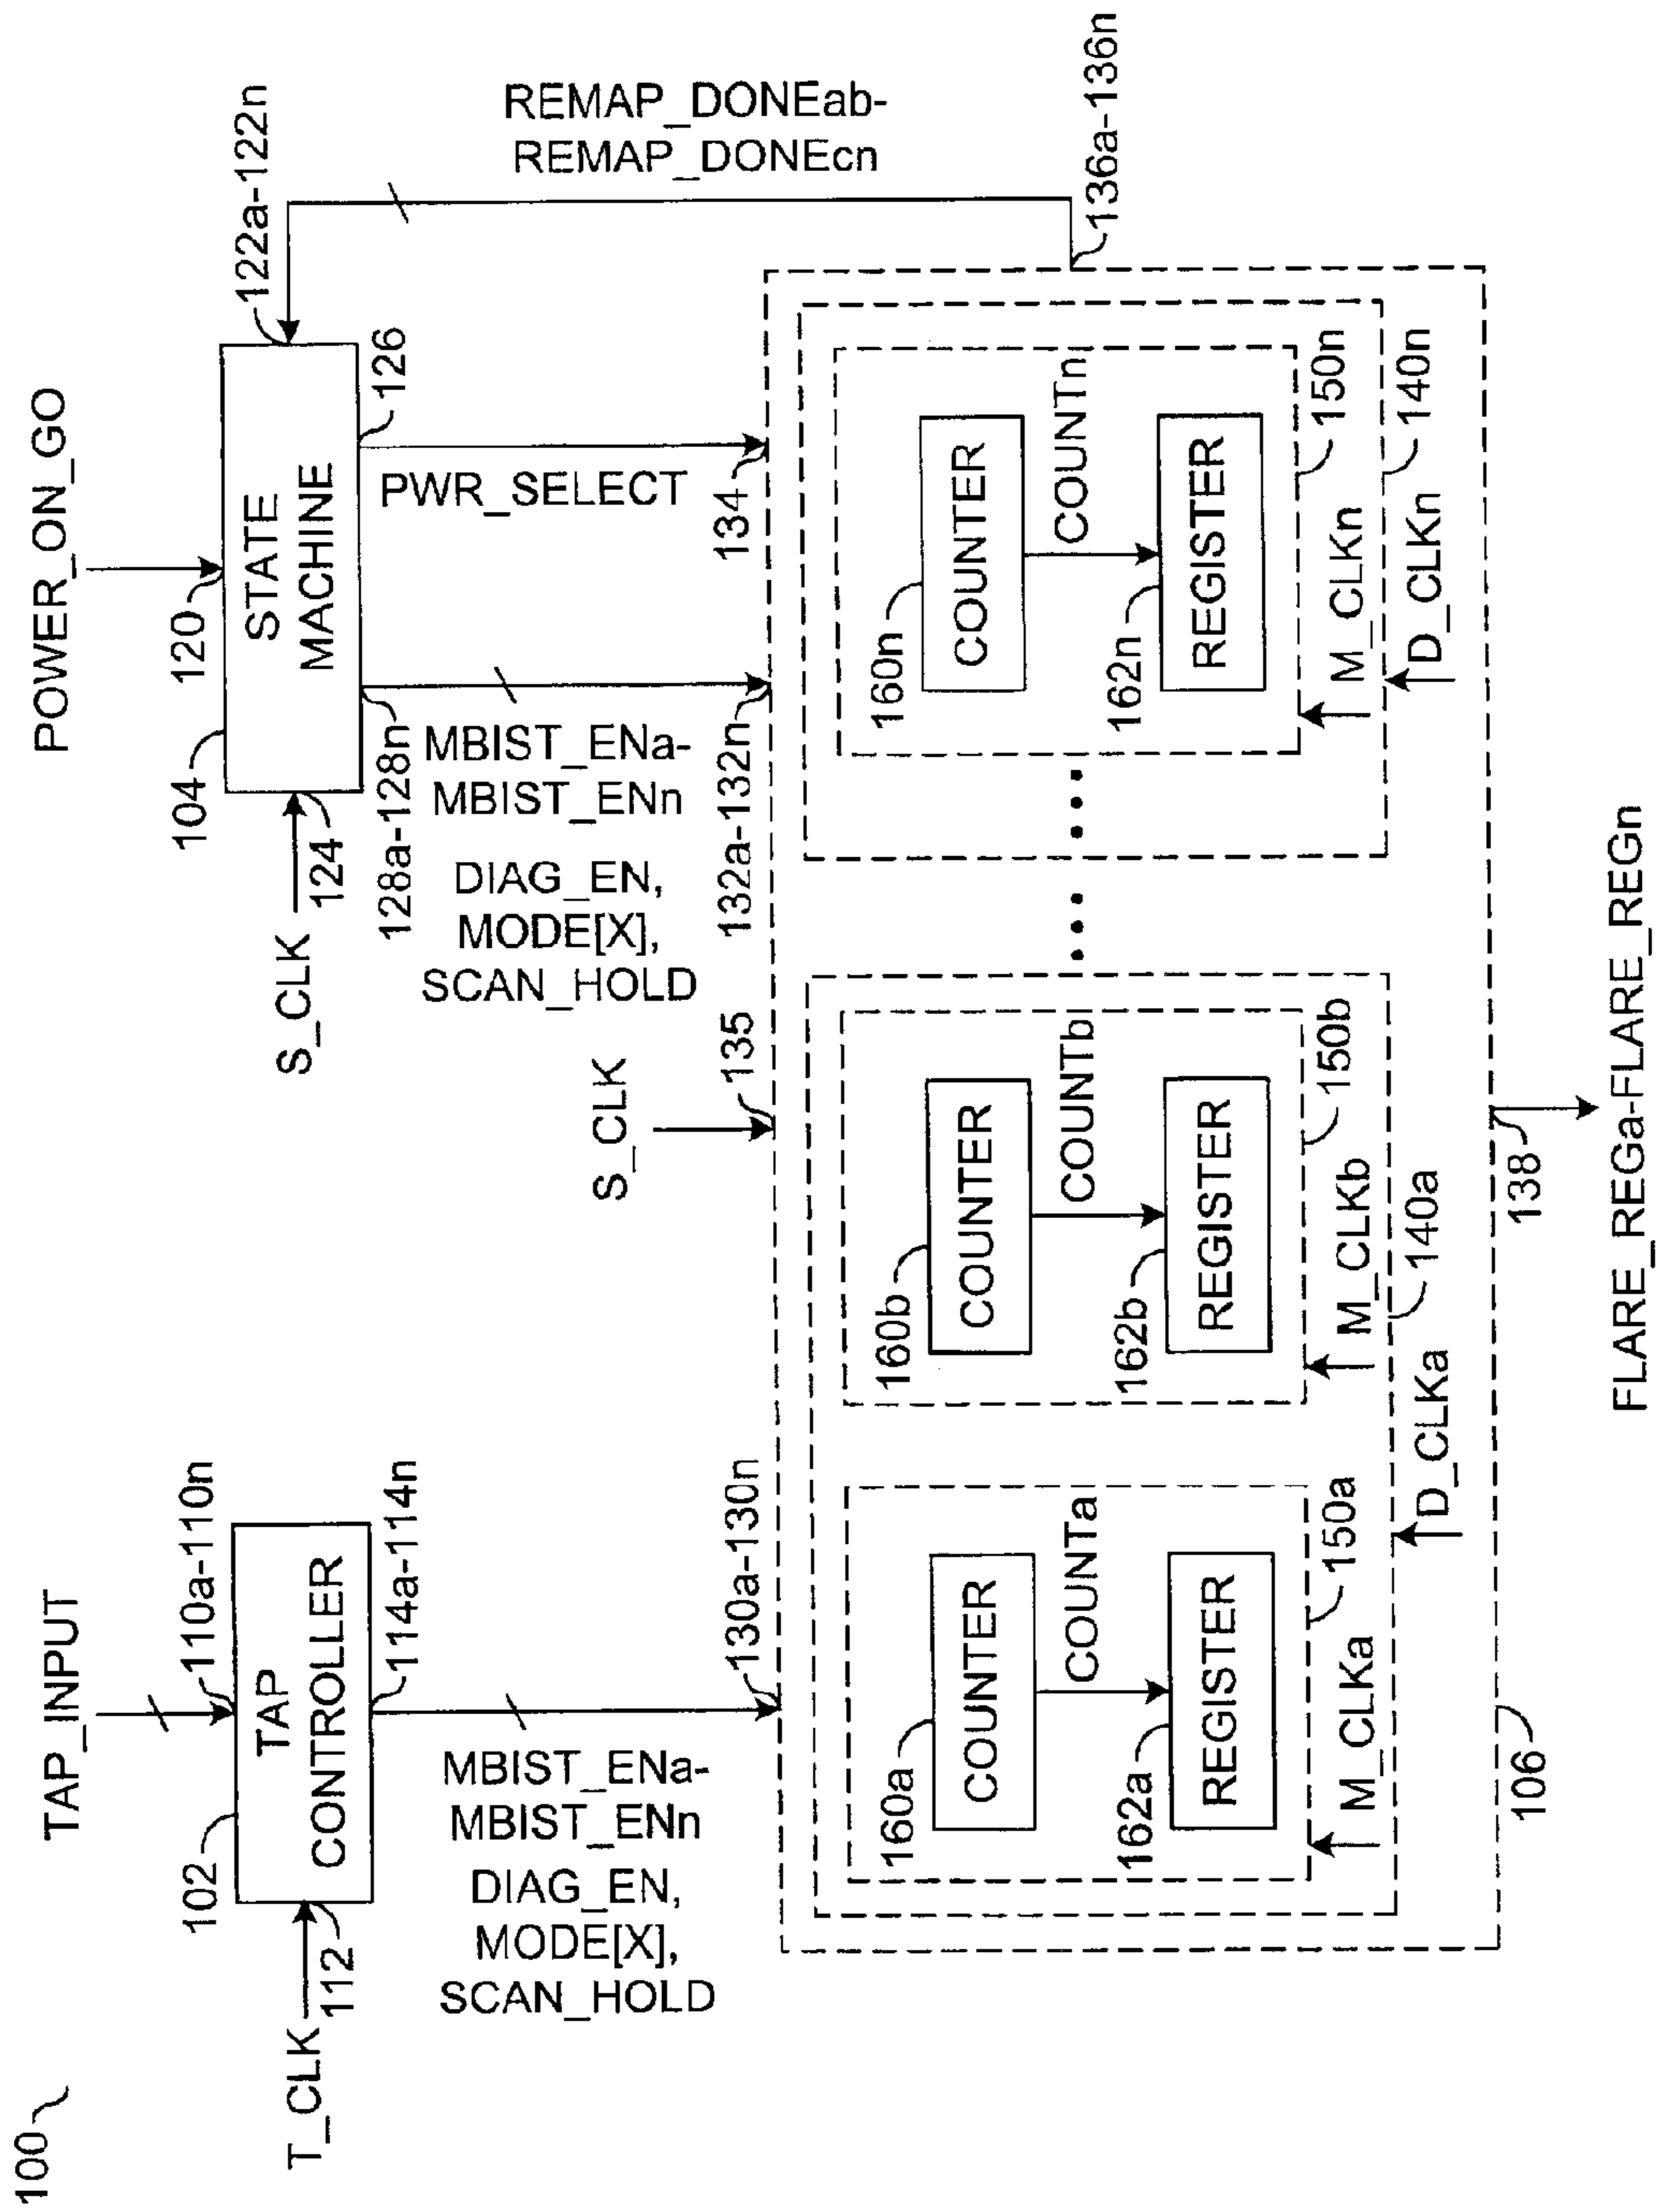 100
TAP_INPUT
110a-110n
102
TAP
CONTROLLER
T_CLK
112
114a-114n
MBIST_ENa-
MBIST_ENn
DIAG_EN,
MODE[X],
SCAN_HOLD
130a-130n
POWER_ON_GO
120
104
STATE
MACHINE
S_CLK
124
122a-122n
REMAP_DONEab-
REMAP_DONEcn
126
PWR_SELECT
134
128a-128n
MBIST_ENa-
MBIST_ENn
DIAG_EN,
MODE[X],
SCAN_HOLD
132a-132n
S_CLK
135
136a-136n
160a
COUNTER
COUNTa
162a
REGISTER
150a
M_CLKa
160b
COUNTER
COUNTb
162b
REGISTER
150b
M_CLKb
140a
D_CLKa
160n
COUNTER
COUNTn
162n
REGISTER
150n
M_CLKn
140n
D_CLKn
106
138
FLARE_REGa-FLARE_REGn